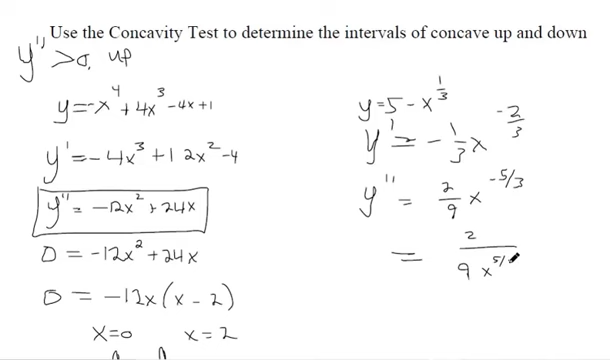 Use the Concavity Test to determine the intervals of concave up and down
y'' > 0, up
y = -x^4 + 4x^3 - 4x + 1
y' = -4x^3 + 12x^2 - 4
y'' = -12x^2 + 24x
0 = -12x^2 + 24x
0 = -12x(x - 2)
x=0 x=2
y = 5 - x^{1/3}
y' = -1/3 x^{-2/3}
y'' = 2/9 x^{-5/3}
= 2 / 9 x^{5/